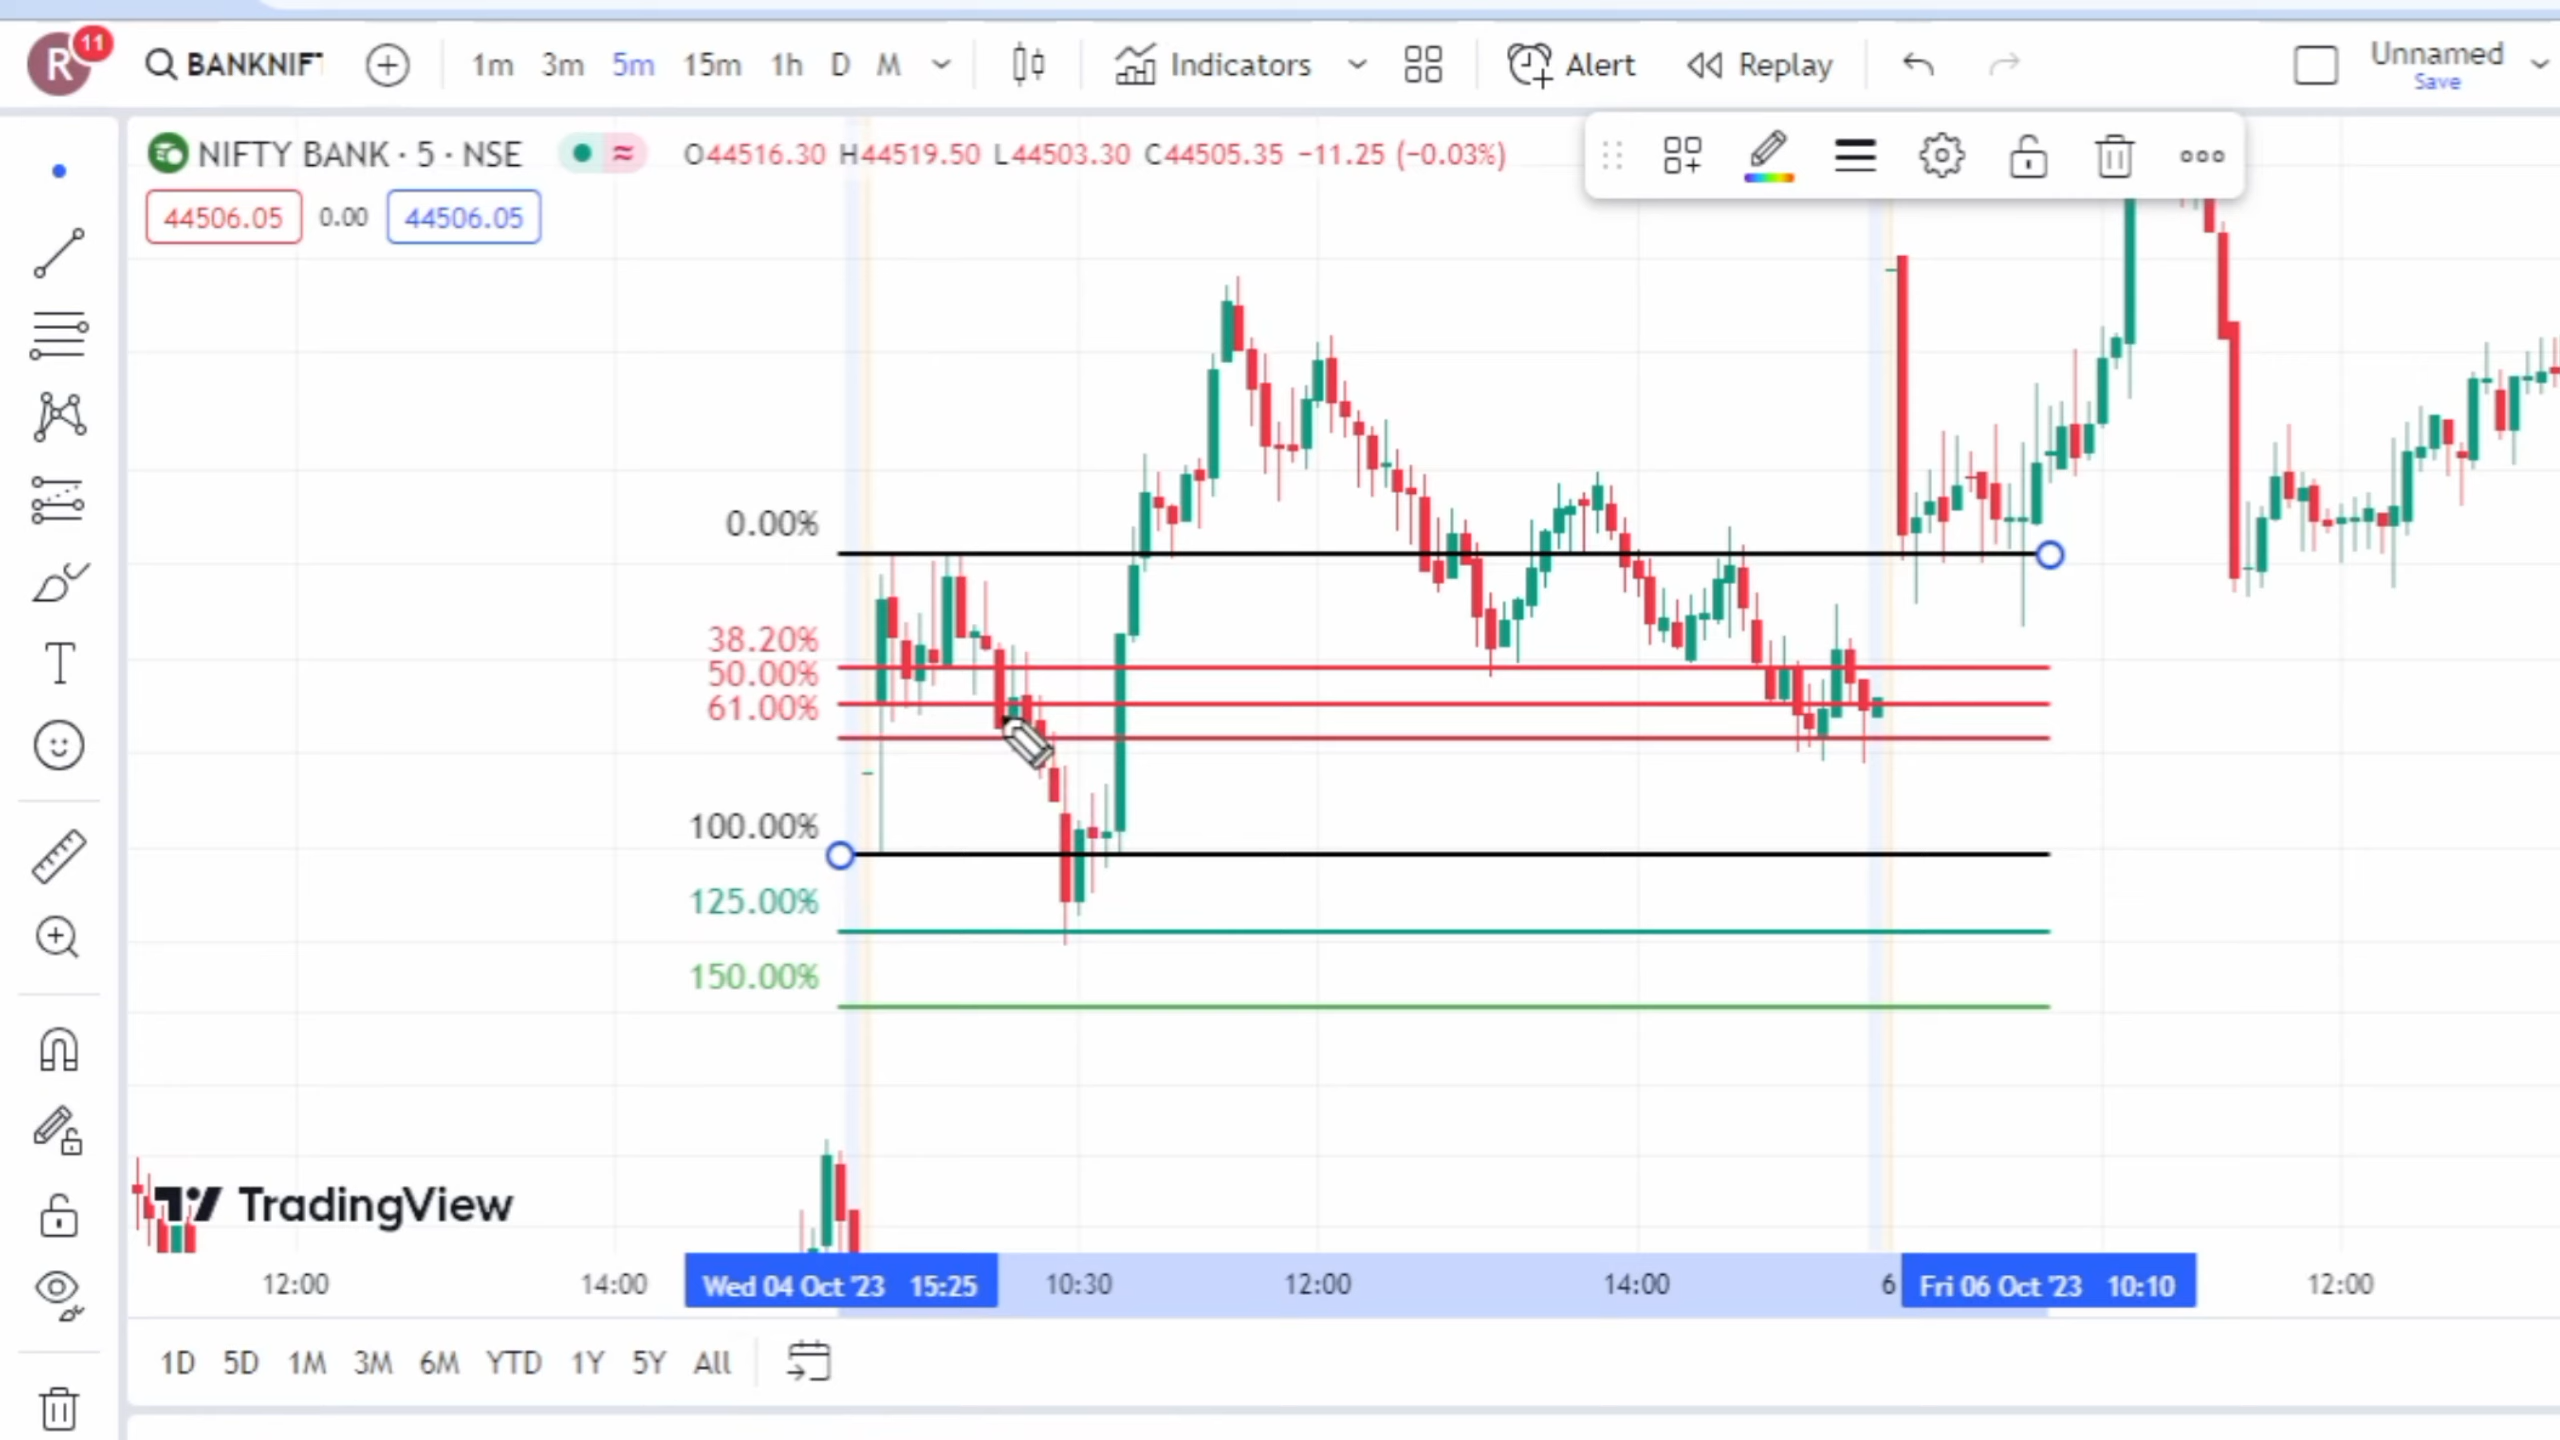 R 11 BANKNIFT 1m 3m 5m 15m 1h D M Indicators Alert Replay Unnamed
Save
NIFTY BANK · 5 · NSE O44516.30 H44519.50 L44503.30 C44505.35 −11.25 (−0.03%)
44506.05 0.00 44506.05
0.00%
38.20%
50.00%
61.00%
100.00%
125.00%
150.00%
TradingView
12:00 14:00 Wed 04 Oct '23 15:25 10:30 12:00 14:00 6 Fri 06 Oct '23 10:10 12:00
1D 5D 1M 3M 6M YTD 1Y 5Y All